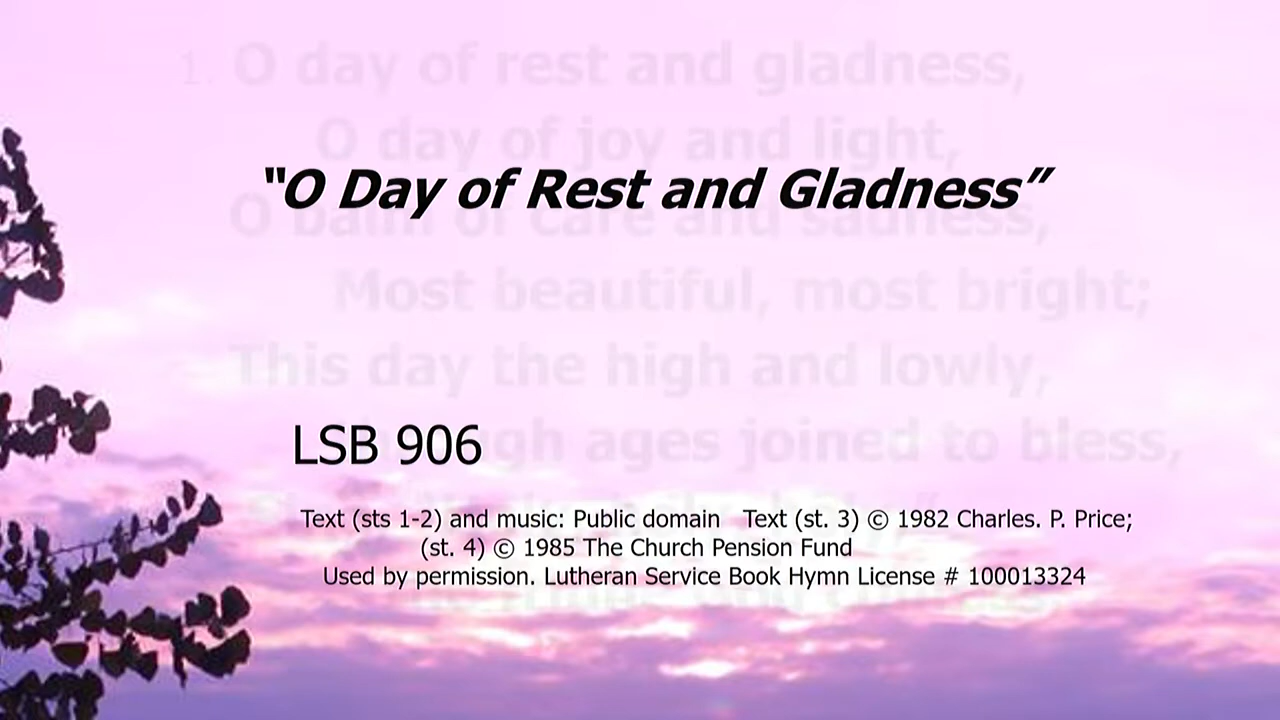 1. O day of rest and gladness,
O day of joy and light,
“O Day of Rest and Gladness”
O balm of care and sadness,
Most beautiful, most bright;
This day the high and lowly,
ages joined to bless,
LSB 906
Text (sts 1-2) and music: Public domain Text (st. 3) © 1982 Charles. P. Price;
(st. 4) © 1985 The Church Pension Fund
Used by permission. Lutheran Service Book Hymn License # 100013324